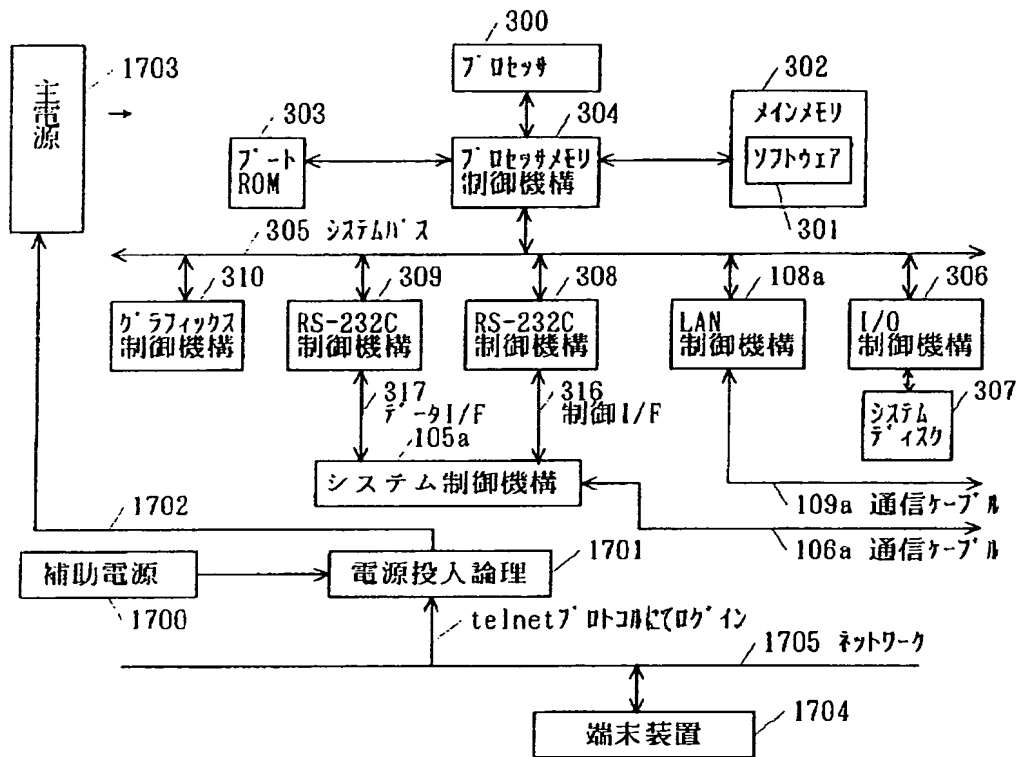 300
プロセッサ
1703
主電源
302
メインメモリ
ソフトウェア
301
303
ブート
ROM
304
プロセッサメモリ
制御機構
305 システムバス
310
グラフィックス
制御機構
309
RS-232C
制御機構
308
RS-232C
制御機構
108a
LAN
制御機構
306
I/O
制御機構
317
データI/F
316
制御I/F
307
システム
ディスク
105a
システム制御機構
109a 通信ケーブル
106a 通信ケーブル
1702
補助電源
1700
電源投入論理
1701
telnetプロトコルにてログイン
1705 ネットワーク
端末装置
1704